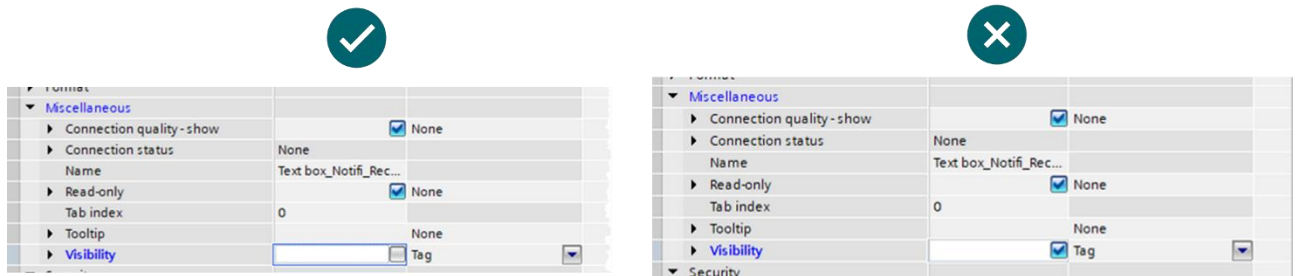 Format
Miscellaneous
Connection quality - show None
Connection status None
Name Text box_Notifi_Rec...
Read-only None
Tab index 0
Tooltip None
Visibility Tag
Miscellaneous
Connection quality - show None
Connection status None
Name Text box_Notifi_Rec...
Read-only None
Tab index 0
Tooltip None
Visibility Tag
Security